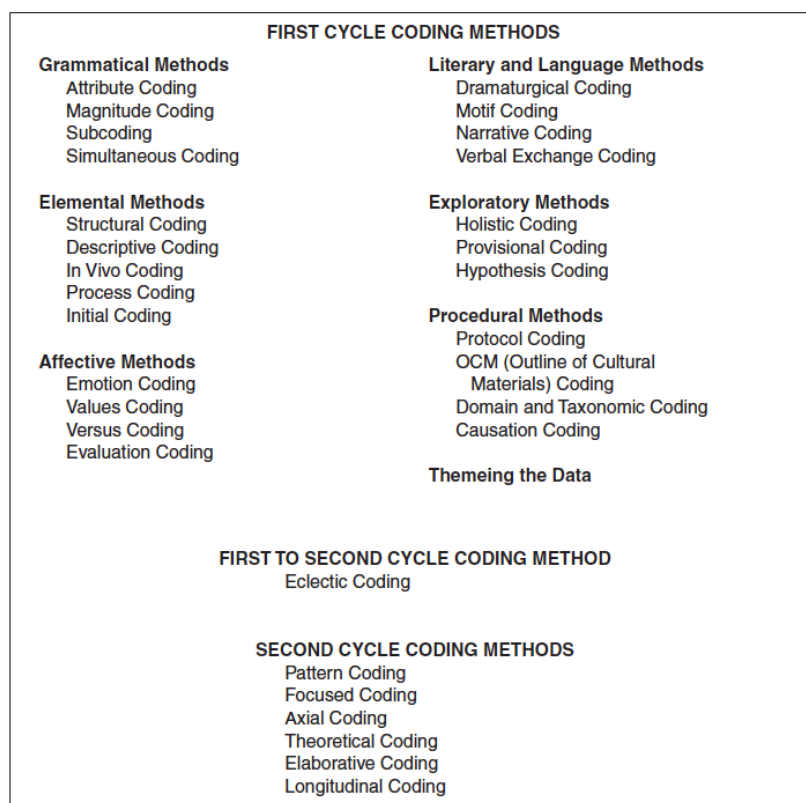 FIRST CYCLE CODING METHODS
Grammatical Methods
Attribute Coding
Magnitude Coding
Subcoding
Simultaneous Coding
Elemental Methods
Structural Coding
Descriptive Coding
In Vivo Coding
Process Coding
Initial Coding
Affective Methods
Emotion Coding
Values Coding
Versus Coding
Evaluation Coding
Literary and Language Methods
Dramaturgical Coding
Motif Coding
Narrative Coding
Verbal Exchange Coding
Exploratory Methods
Holistic Coding
Provisional Coding
Hypothesis Coding
Procedural Methods
Protocol Coding
OCM (Outline of Cultural
Materials) Coding
Domain and Taxonomic Coding
Causation Coding
Themeing the Data
FIRST TO SECOND CYCLE CODING METHOD
Eclectic Coding
SECOND CYCLE CODING METHODS
Pattern Coding
Focused Coding
Axial Coding
Theoretical Coding
Elaborative Coding
Longitudinal Coding